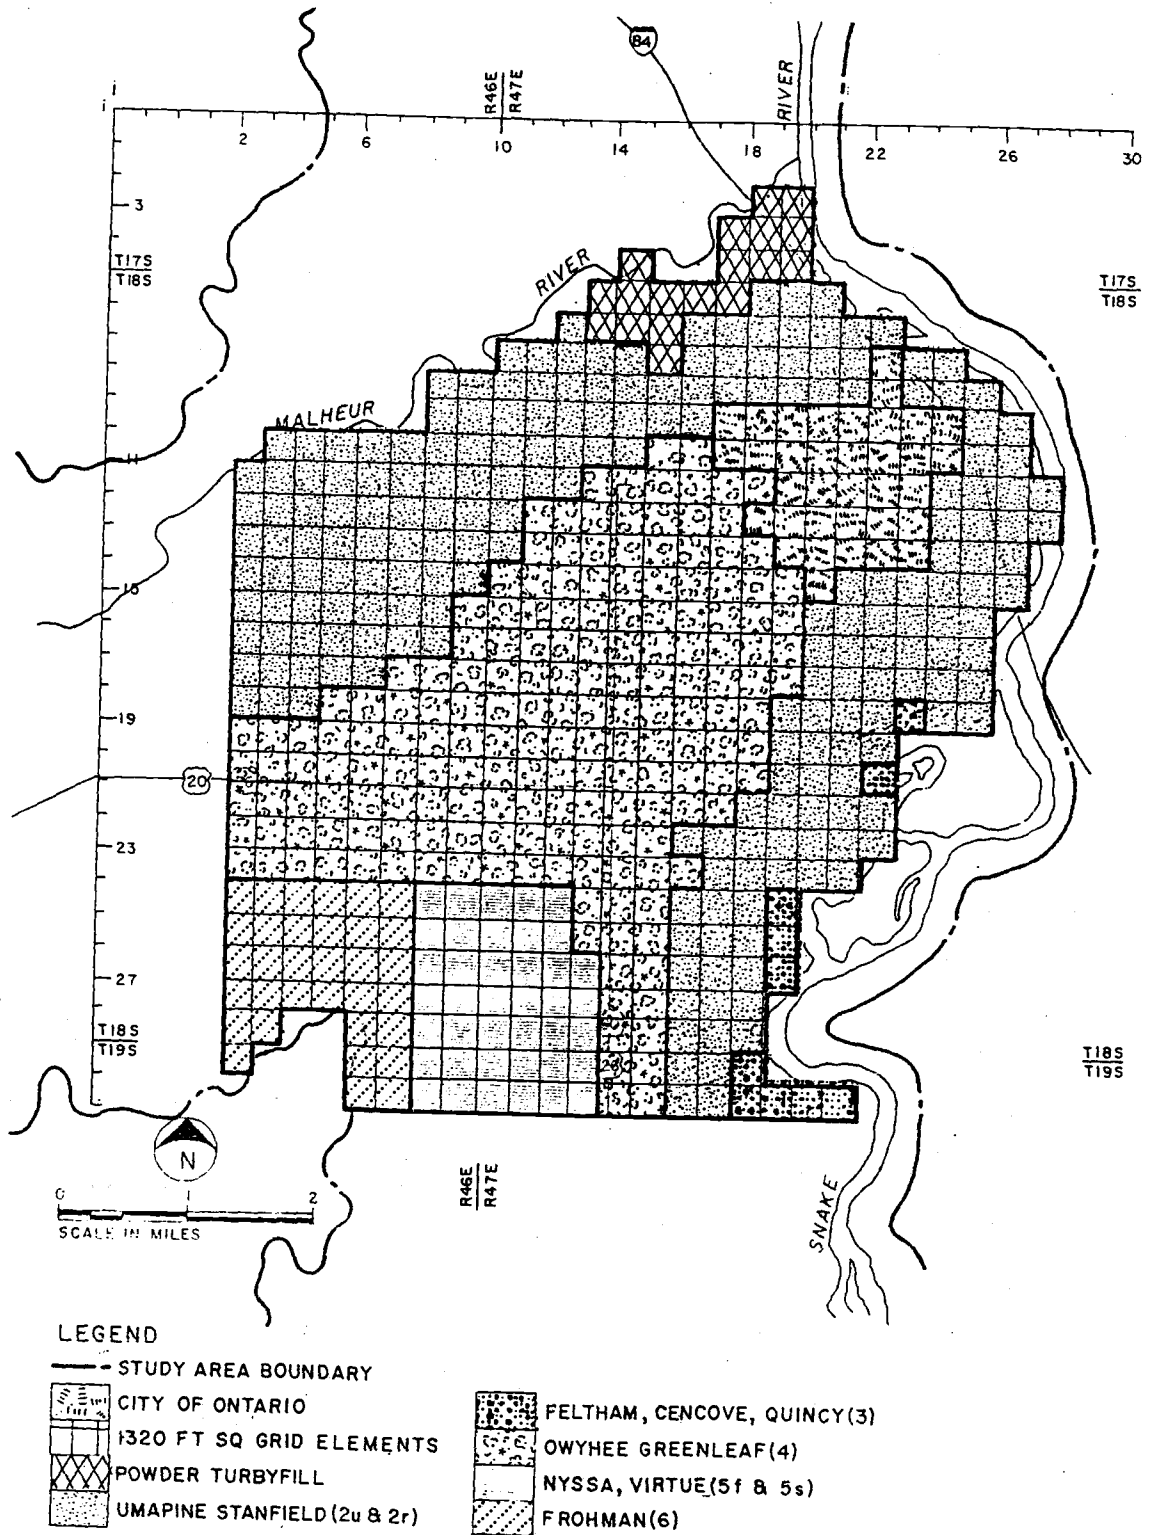 84
RIVER
R46E
R47E
i
i
2
6
10
14
18
22
26
30
3
T17S
T18S
T17S
T18S
RIVER
MALHEUR
11
15
19
20
23
27
T18S
T19S
T18S
T19S
N
R46E
R47E
SNAKE
0
1
2
SCALE IN MILES
LEGEND
STUDY AREA BOUNDARY
CITY OF ONTARIO
1320 FT SQ GRID ELEMENTS
POWDER TURBYFILL
UMAPINE STANFIELD (2u & 2r)
FELTHAM, CENCOVE, QUINCY (3)
OWYHEE GREENLEAF (4)
NYSSA, VIRTUE (5f & 5s)
FROHMAN (6)